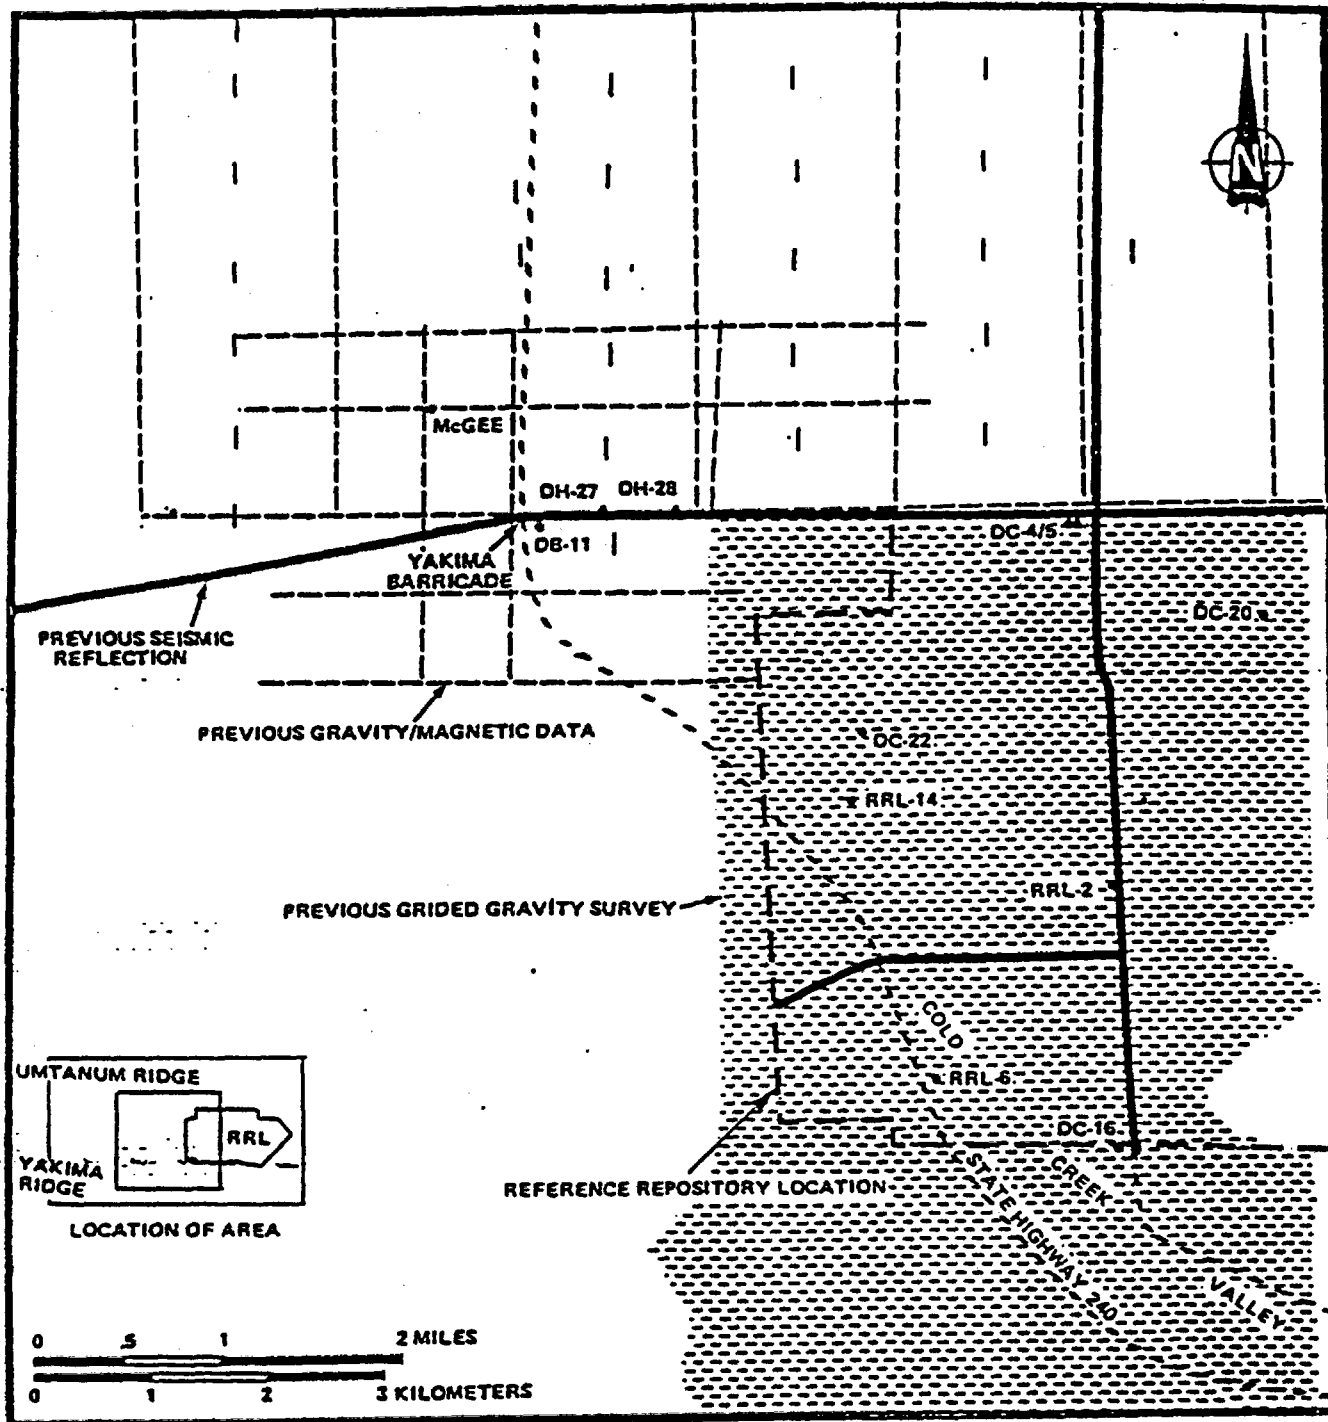 N
McGEE
DH-27 DH-28
DB-11
DC-4/5
YAKIMA
BARRICADE
DC-20
PREVIOUS SEISMIC
REFLECTION
PREVIOUS GRAVITY/MAGNETIC DATA
DC-22
RRL-14
RRL-2
PREVIOUS GRIDED GRAVITY SURVEY
COLD
RRL-6
UMTANUM RIDGE
RRL
YAKIMA
RIDGE
LOCATION OF AREA
DC-16
CREEK
REFERENCE REPOSITORY LOCATION
STATE HIGHWAY 240
VALLEY
0 .5 1 2 MILES
0 1 2 3 KILOMETERS